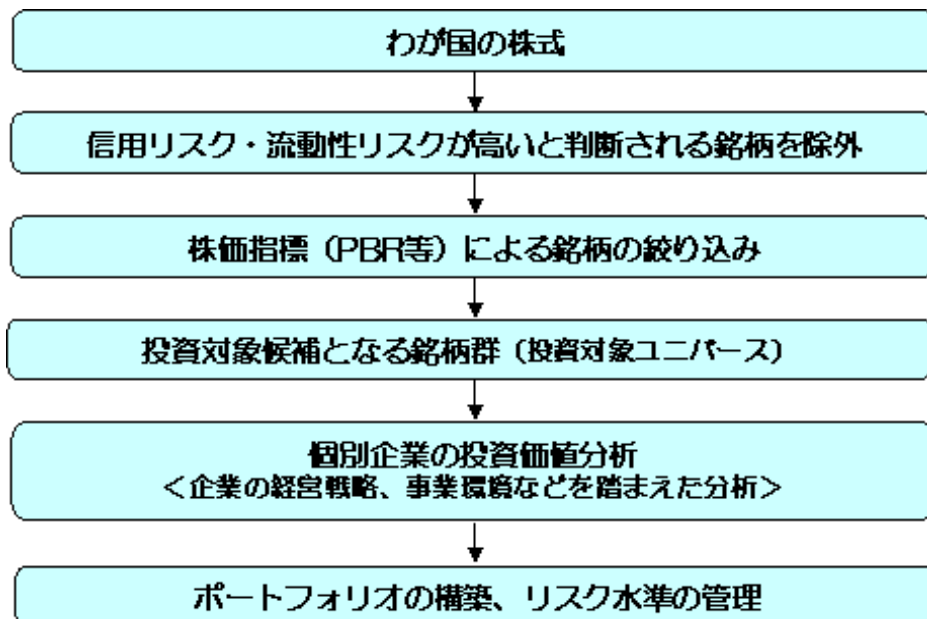 わが国の株式
信用リスク・流動性リスクが高いと判断される銘柄を除外
株価指標（PBR等）による銘柄の絞り込み
投資対象候補となる銘柄群（投資対象ユニバース）
個別企業の投資価値分析
＜企業の経営戦略、事業環境などを踏まえた分析＞
ポートフォリオの構築、リスク水準の管理